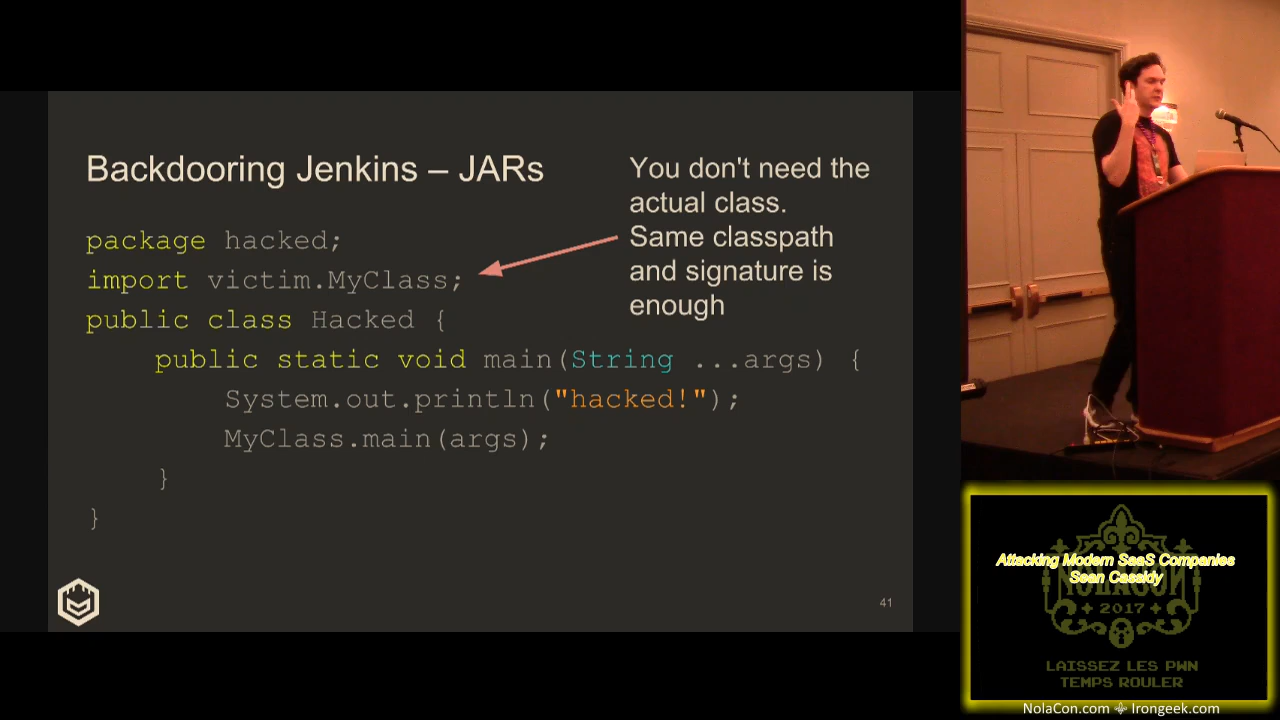 Backdooring Jenkins – JARs
You don't need the
actual class.
Same classpath
and signature is
enough
package hacked;
import victim.MyClass;
public class Hacked {
public static void main(String ...args) {
System.out.println("hacked!");
MyClass.main(args);
}
}
41
Attacking Modern SaaS Companies
Sean Cassidy
NOLACON
2017
LAISSEZ LES PWN
TEMPS ROULER
NolaCon.com ⚜ Irongeek.com